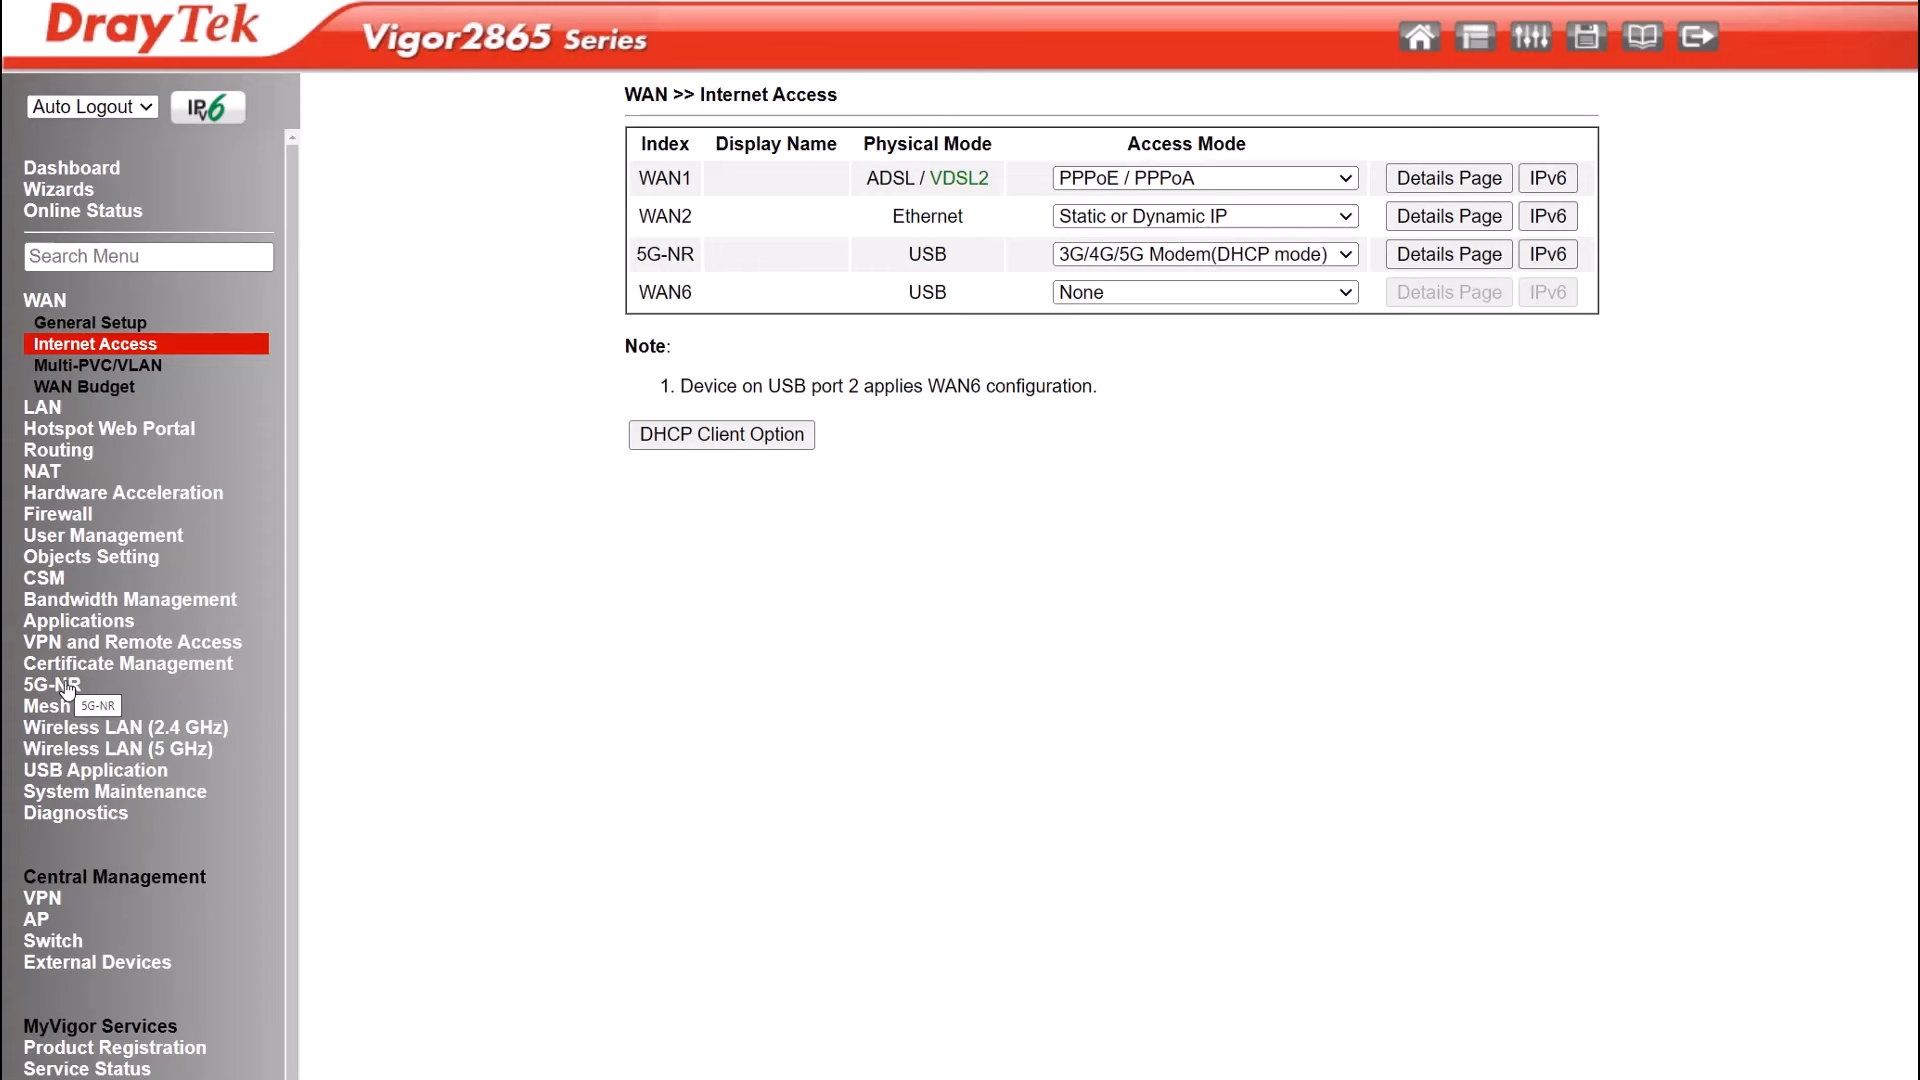 DrayTek
Vigor2865 Series
Auto Logout
IPv6
Dashboard
Wizards
Online Status
Search Menu
WAN
General Setup
Internet Access
Multi-PVC/VLAN
WAN Budget
LAN
Hotspot Web Portal
Routing
NAT
Hardware Acceleration
Firewall
User Management
Objects Setting
CSM
Bandwidth Management
Applications
VPN and Remote Access
Certificate Management
5G-NR
Mesh
5G-NR
Wireless LAN (2.4 GHz)
Wireless LAN (5 GHz)
USB Application
System Maintenance
Diagnostics
Central Management
VPN
AP
Switch
External Devices
MyVigor Services
Product Registration
Service Status
WAN >> Internet Access
Index Display Name Physical Mode Access Mode
WAN1 ADSL / VDSL2 PPPoE / PPPoA Details Page IPv6
WAN2 Ethernet Static or Dynamic IP Details Page IPv6
5G-NR USB 3G/4G/5G Modem(DHCP mode) Details Page IPv6
WAN6 USB None Details Page IPv6
Note:
1. Device on USB port 2 applies WAN6 configuration.
DHCP Client Option